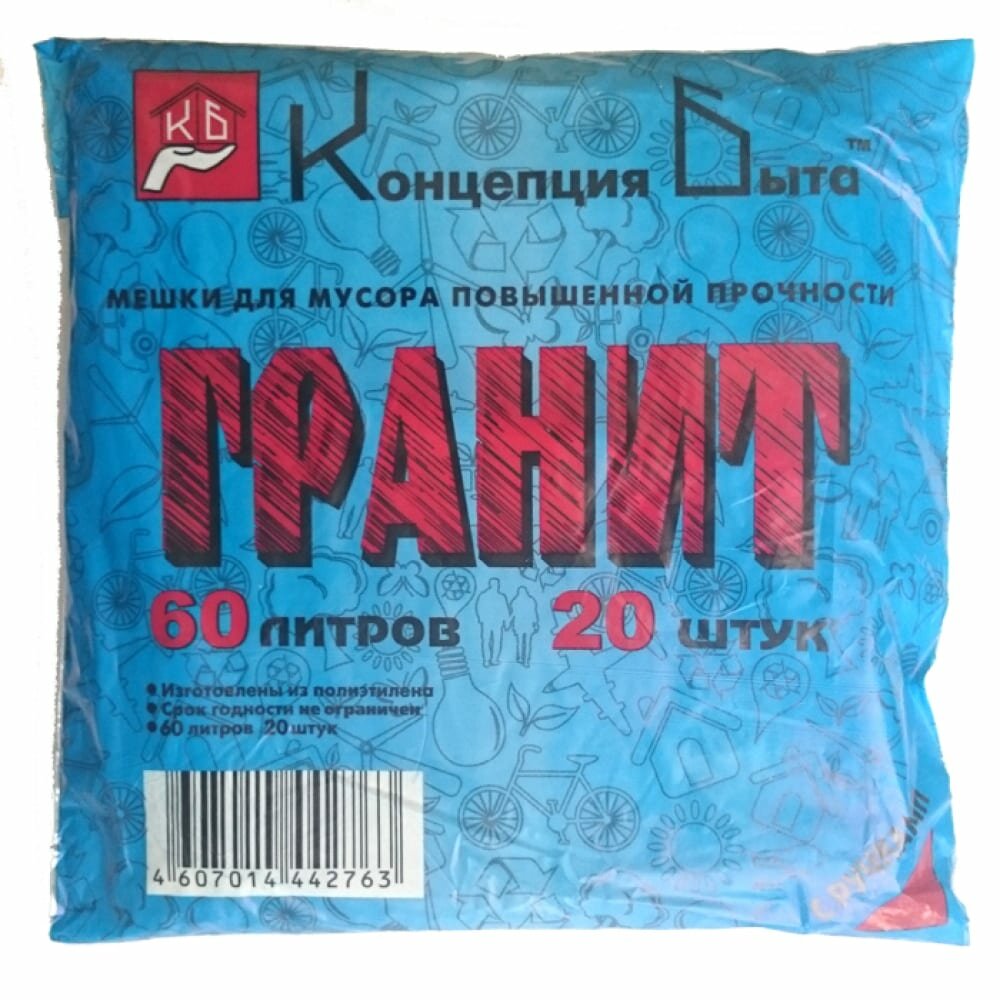 КБ
Концепция Быта™
МЕШКИ ДЛЯ МУСОРА ПОВЫШЕННОЙ ПРОЧНОСТИ
ГРАНИТ
60 ЛИТРОВ 20 ШТУК
• Изготовлены из полиэтилена
• Срок годности не ограничен
• 60 литров 20 штук
4 607014 442763
С РУЧКАМИ